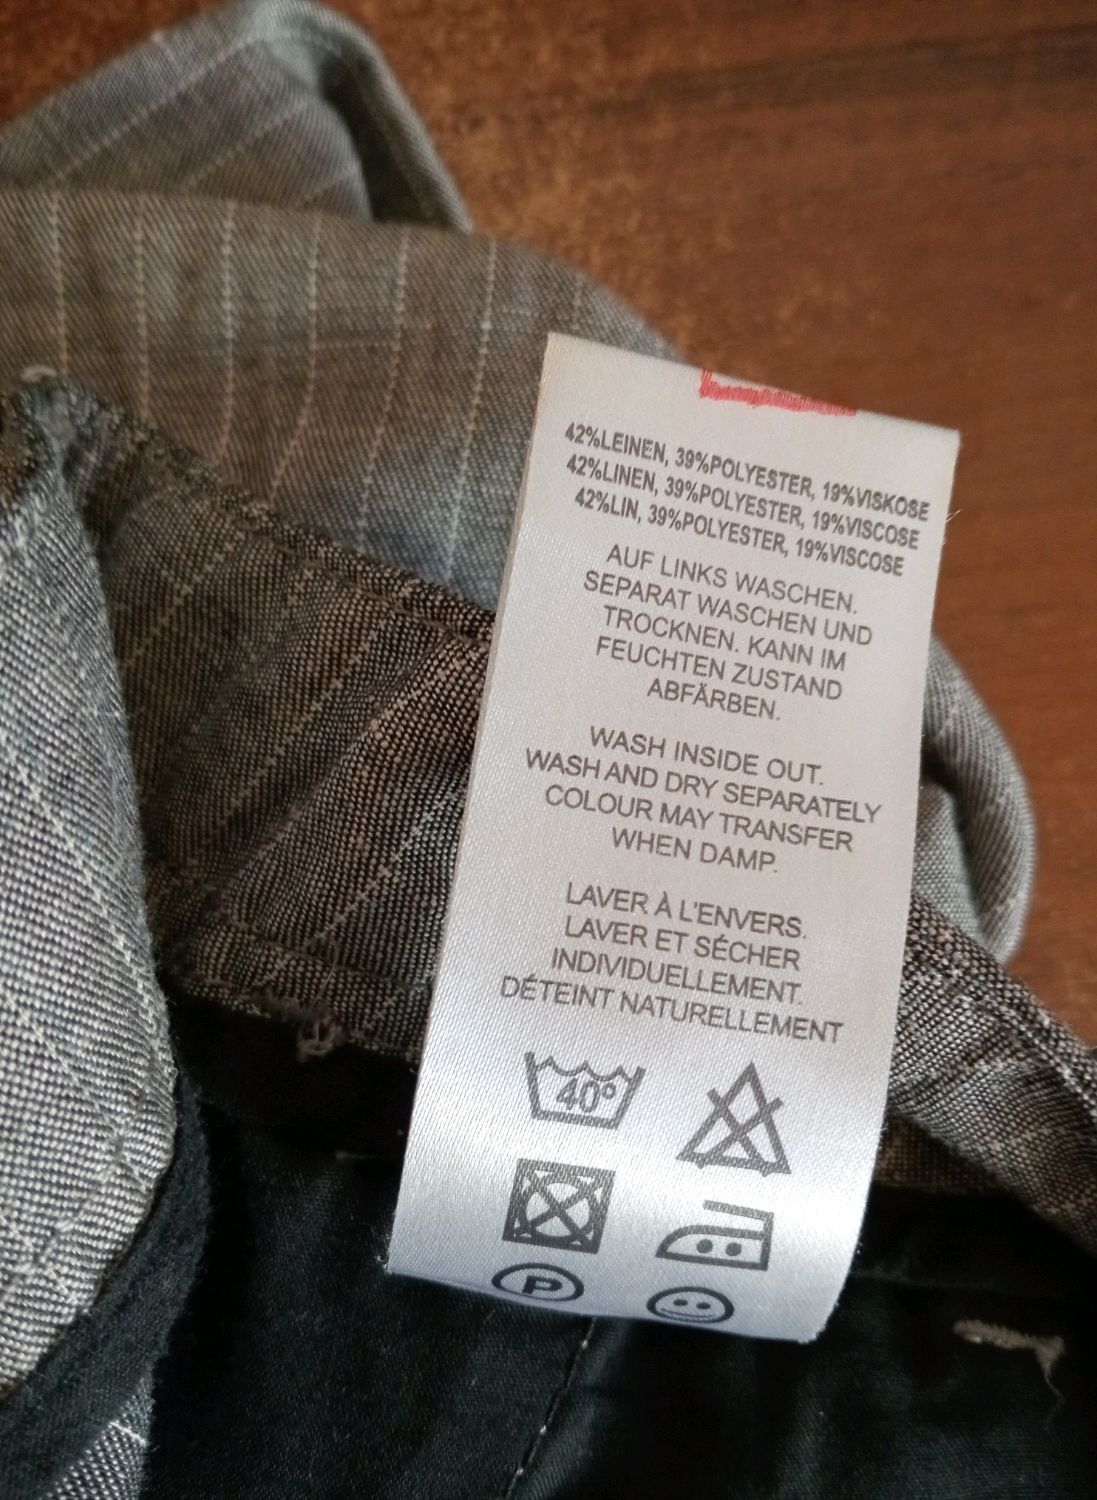 42%LEINEN, 39%POLYESTER, 19%VISKOSE
42%LINEN, 39%POLYESTER, 19%VISCOSE
42%LIN, 39%POLYESTER, 19%VISCOSE
AUF LINKS WASCHEN.
SEPARAT WASCHEN UND
TROCKNEN. KANN IM
FEUCHTEN ZUSTAND
ABFÄRBEN.
WASH INSIDE OUT.
WASH AND DRY SEPARATELY
COLOUR MAY TRANSFER
WHEN DAMP.
LAVER À L'ENVERS.
LAVER ET SÉCHER
INDIVIDUELLEMENT.
DÉTEINT NATURELLEMENT
40°
P